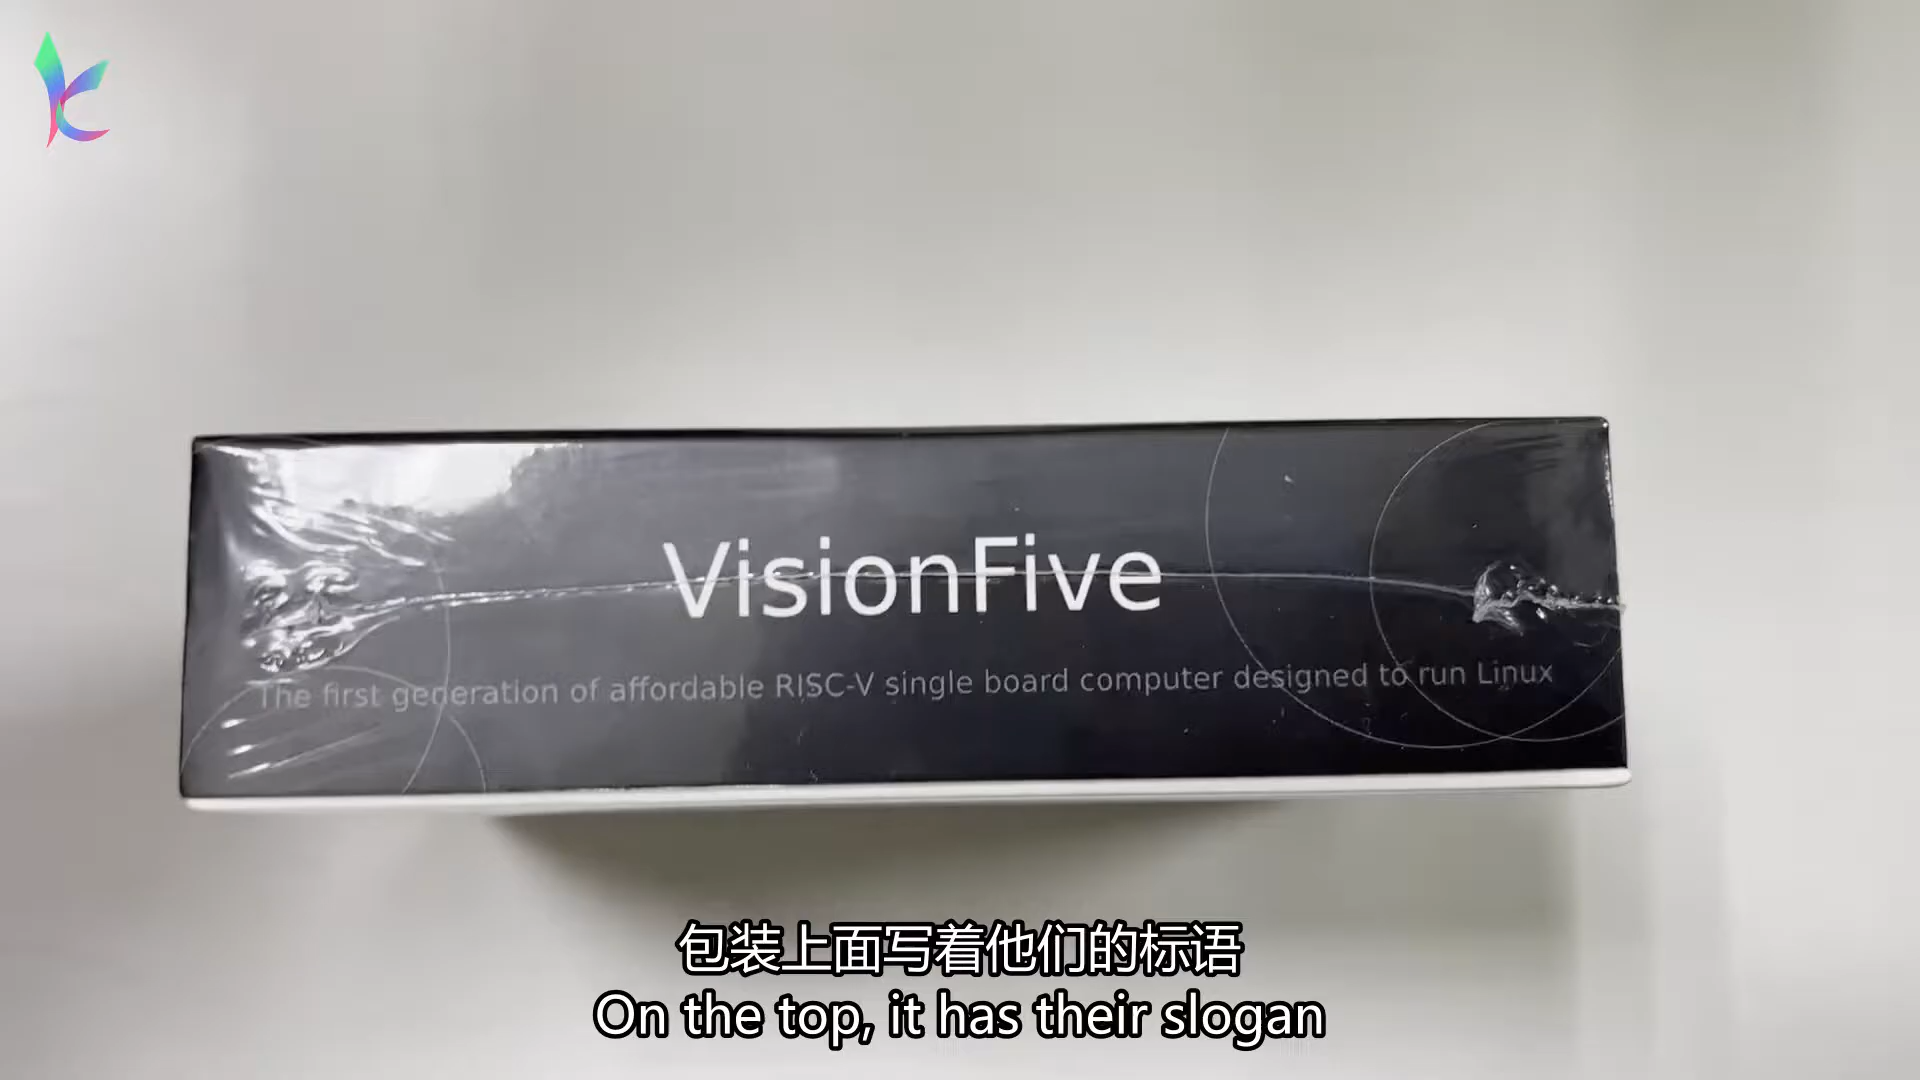 VisionFive
The first generation of affordable RISC-V single board computer designed to run Linux
包装上面写着他们的标语
On the top, it has their slogan